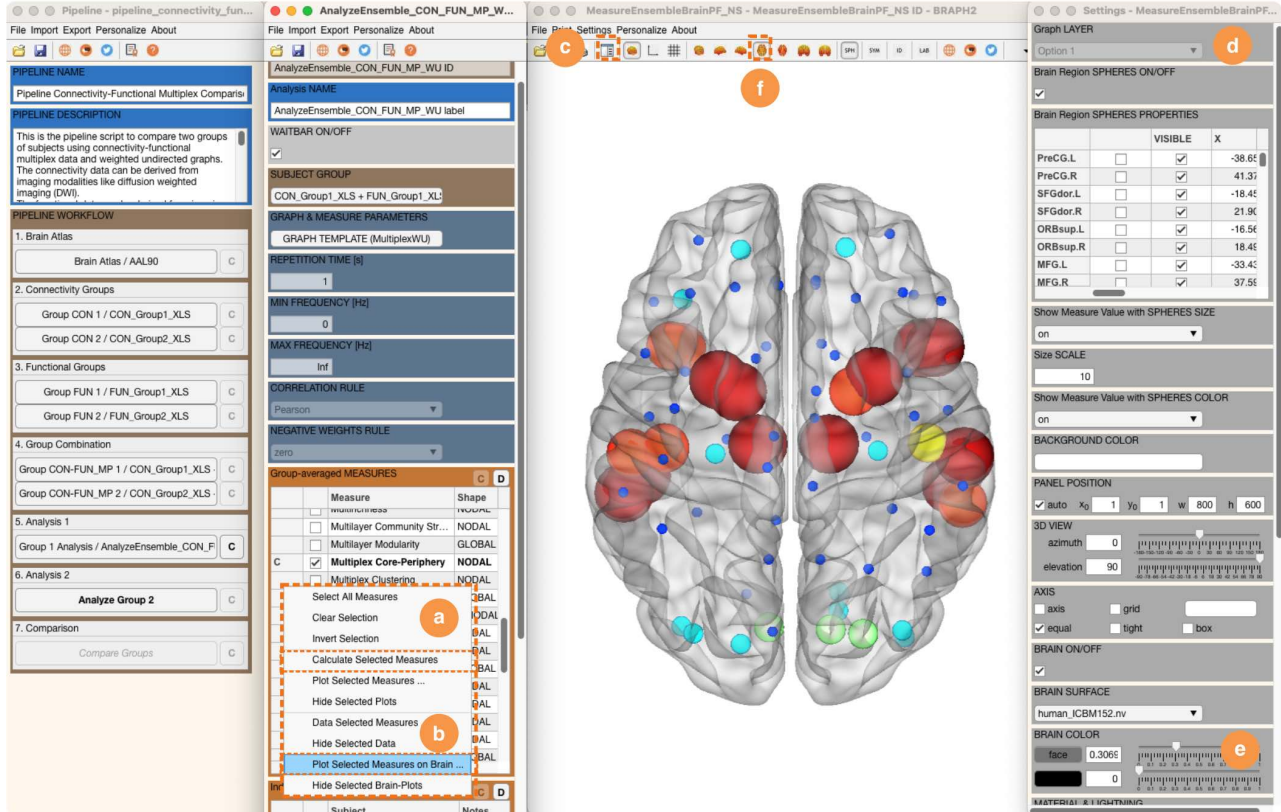 Pipeline - pipeline_connectivity_fun...
File Import Export Personalize About
PIPELINE NAME
Pipeline Connectivity-Functional Multiplex Comparis
PIPELINE DESCRIPTION
This is the pipeline script to compare two groups
of subjects using connectivity-functional
multiplex data and weighted undirected graphs.
The connectivity data can be derived from
imaging modalities like diffusion weighted
imaging (DWI).
PIPELINE WORKFLOW
1. Brain Atlas
Brain Atlas / AAL90
C
2. Connectivity Groups
Group CON 1 / CON_Group1_XLS
C
Group CON 2 / CON_Group2_XLS
C
3. Functional Groups
Group FUN 1 / FUN_Group1_XLS
C
Group FUN 2 / FUN_Group2_XLS
C
4. Group Combination
Group CON-FUN_MP 1 / CON_Group1_XLS -
C
Group CON-FUN_MP 2 / CON_Group2_XLS -
C
5. Analysis 1
Group 1 Analysis / AnalyzeEnsemble_CON_F
C
6. Analysis 2
Analyze Group 2
C
7. Comparison
Compare Groups
C
AnalyzeEnsemble_CON_FUN_MP_W...
File Import Export Personalize About
AnalyzeEnsemble_CON_FUN_MP_WU ID
Analysis NAME
AnalyzeEnsemble_CON_FUN_MP_WU label
WAITBAR ON/OFF
SUBJECT GROUP
CON_Group1_XLS + FUN_Group1_XL
GRAPH & MEASURE PARAMETERS
GRAPH TEMPLATE (MultiplexWU)
REPETITION TIME [s]
1
MIN FREQUENCY [Hz]
0
MAX FREQUENCY [Hz]
Inf
CORRELATION RULE
Pearson
NEGATIVE WEIGHTS RULE
zero
Group-averaged MEASURES
C D
Measure Shape
Multirichness NODAL
Multilayer Community Str... NODAL
Multilayer Modularity GLOBAL
C Multiplex Core-Periphery NODAL
Multiplex Clustering NODAL
Select All Measures
Clear Selection
Invert Selection
Calculate Selected Measures
Plot Selected Measures ...
Hide Selected Plots
Data Selected Measures
Hide Selected Data
Plot Selected Measures on Brain ...
Hide Selected Brain-Plots
a
b
C D
Subject Notes
MeasureEnsembleBrainPF_NS - MeasureEnsembleBrainPF_NS ID - BRAPH2
File Print Settings Personalize About
SPH SYM ID LAB
c
f
Settings - MeasureEnsembleBrainPF...
Graph LAYER
Option 1
d
Brain Region SPHERES ON/OFF
Brain Region SPHERES PROPERTIES
VISIBLE X
PreCG.L -38.65
PreCG.R 41.37
SFGdor.L -18.45
SFGdor.R 21.90
ORBsup.L -16.56
ORBsup.R 18.49
MFG.L -33.43
MFG.R 37.59
Show Measure Value with SPHERES SIZE
on
Size SCALE
10
Show Measure Value with SPHERES COLOR
on
BACKGROUND COLOR
PANEL POSITION
auto x0 1 y0 1 w 800 h 600
3D VIEW
azimuth 0
elevation 90
AXIS
axis grid
equal tight box
BRAIN ON/OFF
BRAIN SURFACE
human_ICBM152.nv
BRAIN COLOR
face 0.3069
0
e
MATERIAL & LIGHTNING